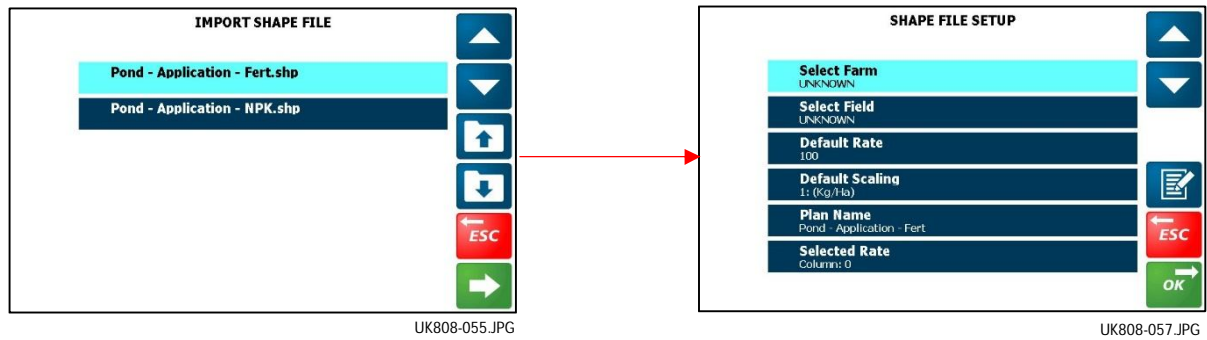 IMPORT SHAPE FILE
Pond - Application - Fert.shp
Pond - Application - NPK.shp
ESC
UK808-055.JPG
SHAPE FILE SETUP
Select Farm
UNKNOWN
Select Field
UNKNOWN
Default Rate
100
Default Scaling
1: (Kg/Ha)
Plan Name
Pond - Application - Fert
Selected Rate
Column: 0
ESC
OK
UK808-057.JPG